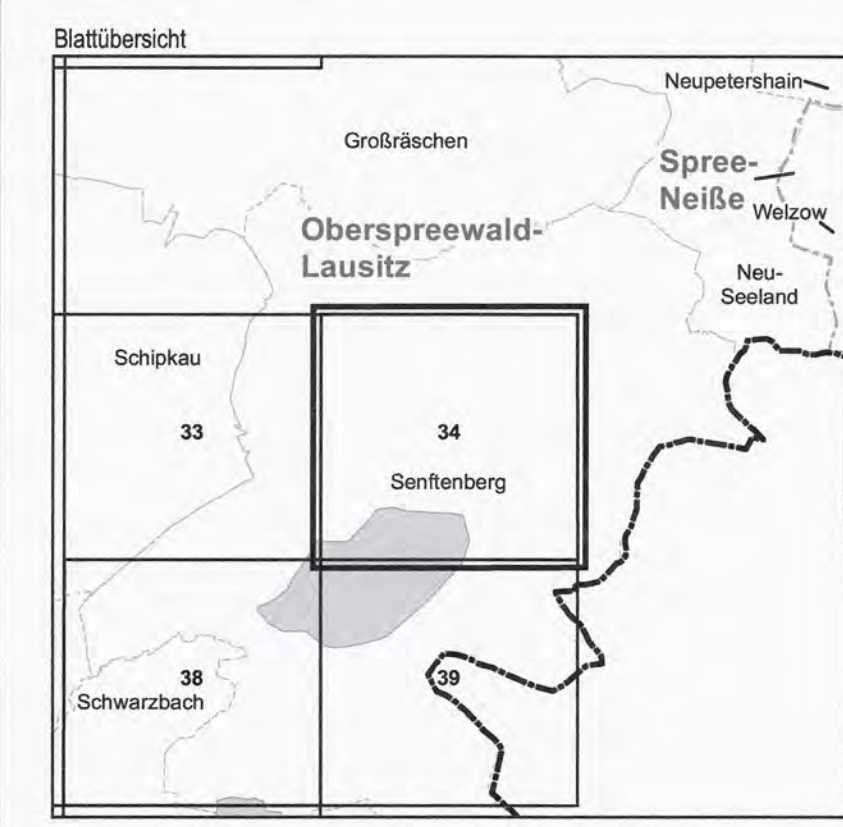 Blattübersicht
Neupetershain
Großräschen
Spree-
Neiße
Welzow
Oberspreewald-
Lausitz
Neu-
Seeland
Schipkau
33
34
Senftenberg
38
39
Schwarzbach